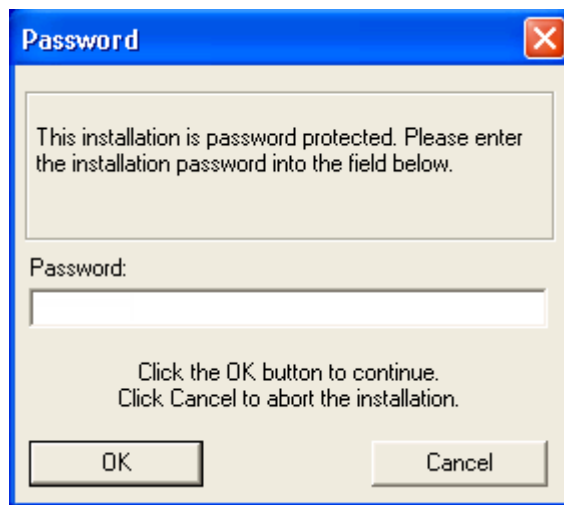 Password
This installation is password protected. Please enter
the installation password into the field below.
Password:
Click the OK button to continue.
Click Cancel to abort the installation.
OK
Cancel